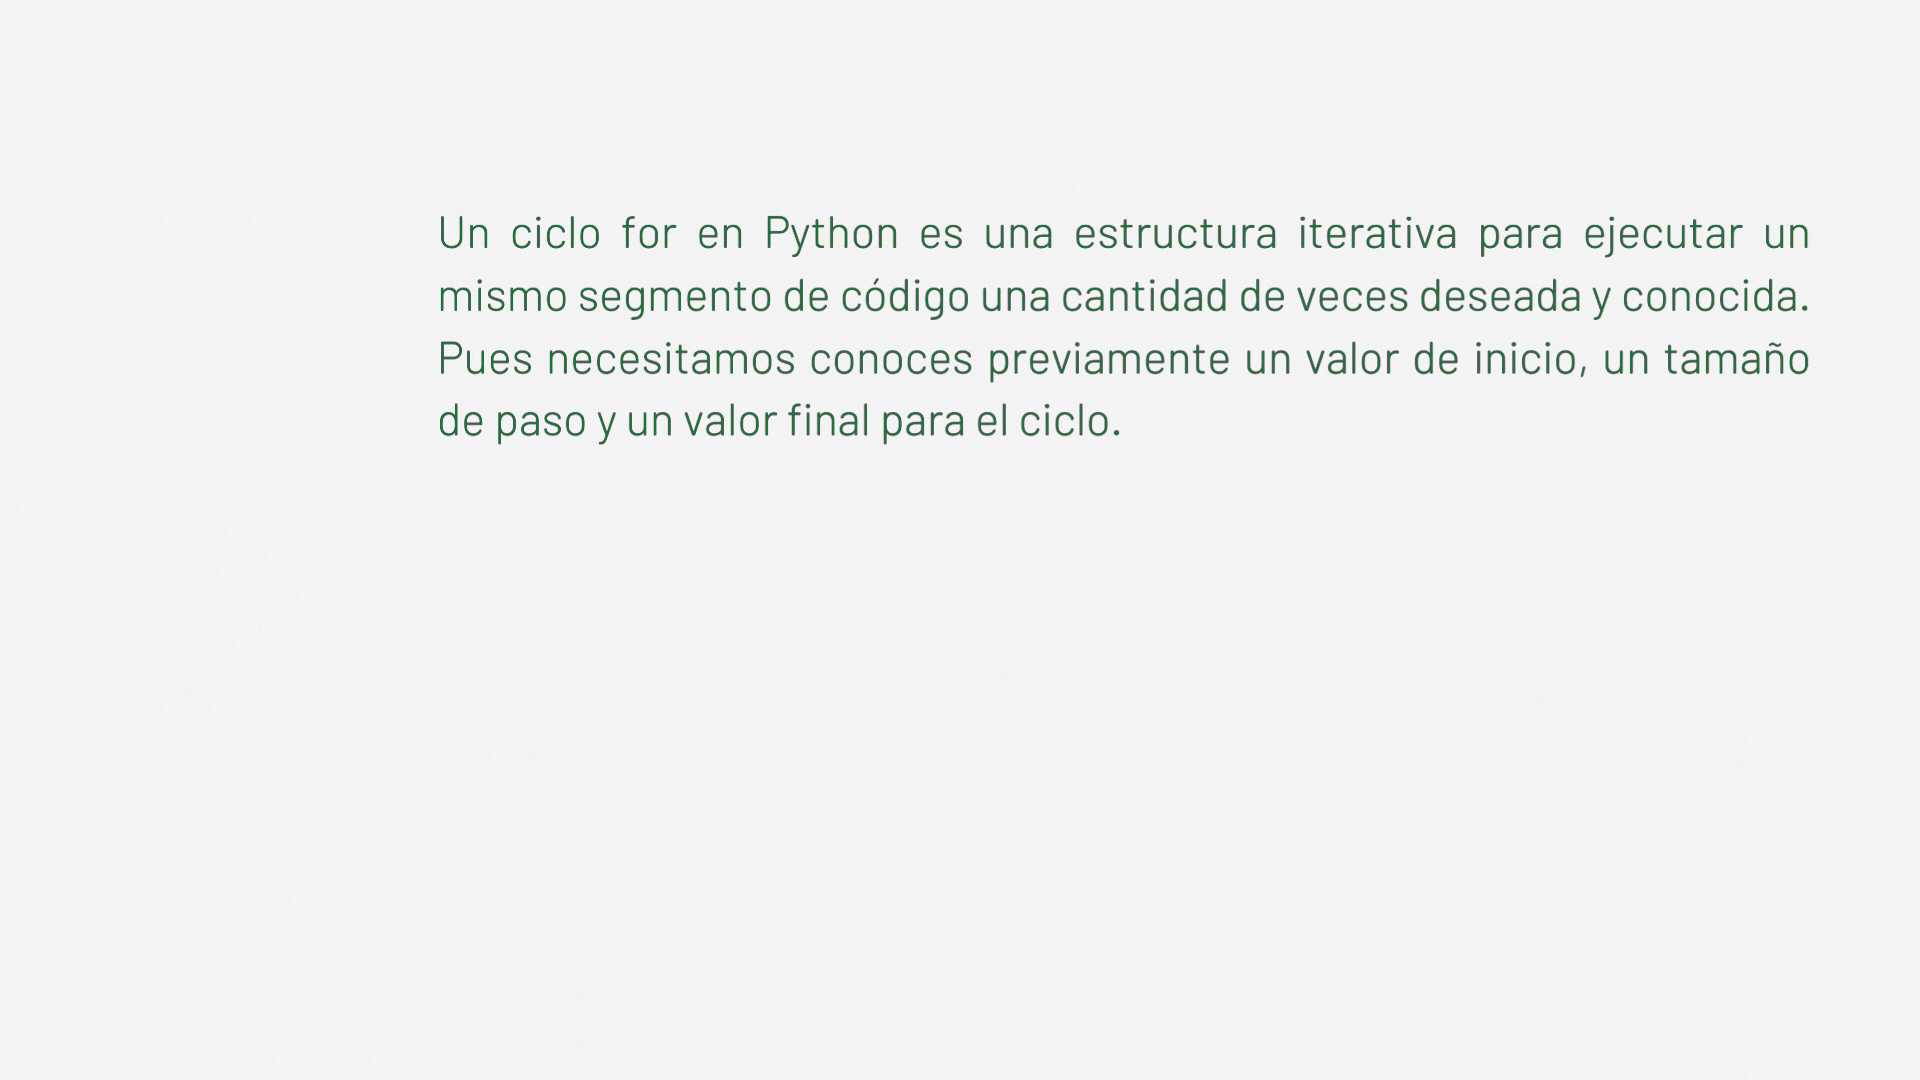 Un ciclo for en Python es una estructura iterativa para ejecutar un
mismo segmento de código una cantidad de veces deseada y conocida.
Pues necesitamos conoces previamente un valor de inicio, un tamaño
de paso y un valor final para el ciclo.